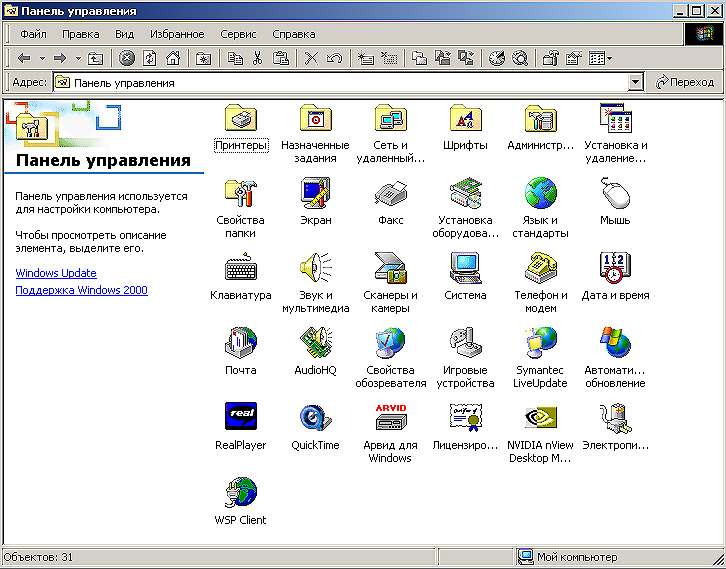 Панель управления
Файл Правка Вид Избранное Сервис Справка
Адрес: Панель управления Переход
Панель управления
Панель управления используется
для настройки компьютера.
Чтобы просмотреть описание
элемента, выделите его.
Windows Update
Поддержка Windows 2000
Принтеры
Назначенные
задания
Сеть и
удаленный...
Шрифты
Администр...
Установка и
удаление...
Свойства
папки
Экран
Факс
Установка
оборудова...
Язык и
стандарты
Мышь
Клавиатура
Звук и
мультимедиа
Сканеры и
камеры
Система
Телефон и
модем
12
Дата и время
Почта
AudioHQ
Свойства
обозревателя
Игровые
устройства
Symantec
LiveUpdate
Автомати...
обновление
real
RealPlayer
QuickTime
ARVID
Арвид для
Windows
Лицензиро...
NVIDIA nView
Desktop M...
Электропи...
WSP Client
Объектов: 31
Мой компьютер